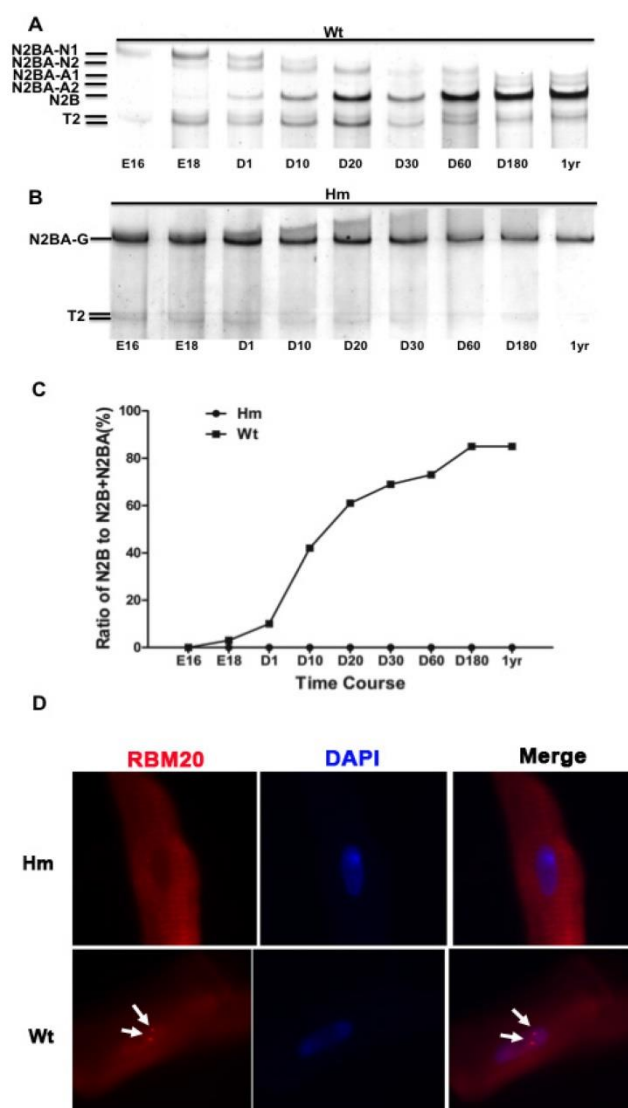 A
Wt
N2BA-N1
N2BA-N2
N2BA-A1
N2BA-A2
N2B
T2
E16 E18 D1 D10 D20 D30 D60 D180 1yr
B
Hm
N2BA-G
T2
E16 E18 D1 D10 D20 D30 D60 D180 1yr
C
Hm
Wt
Ratio of N2B to N2B+N2BA(%)
100
80
60
40
20
0
E16 E18 D1 D10 D20 D30 D60 D180 1yr
Time Course
D
RBM20 DAPI Merge
Hm
Wt